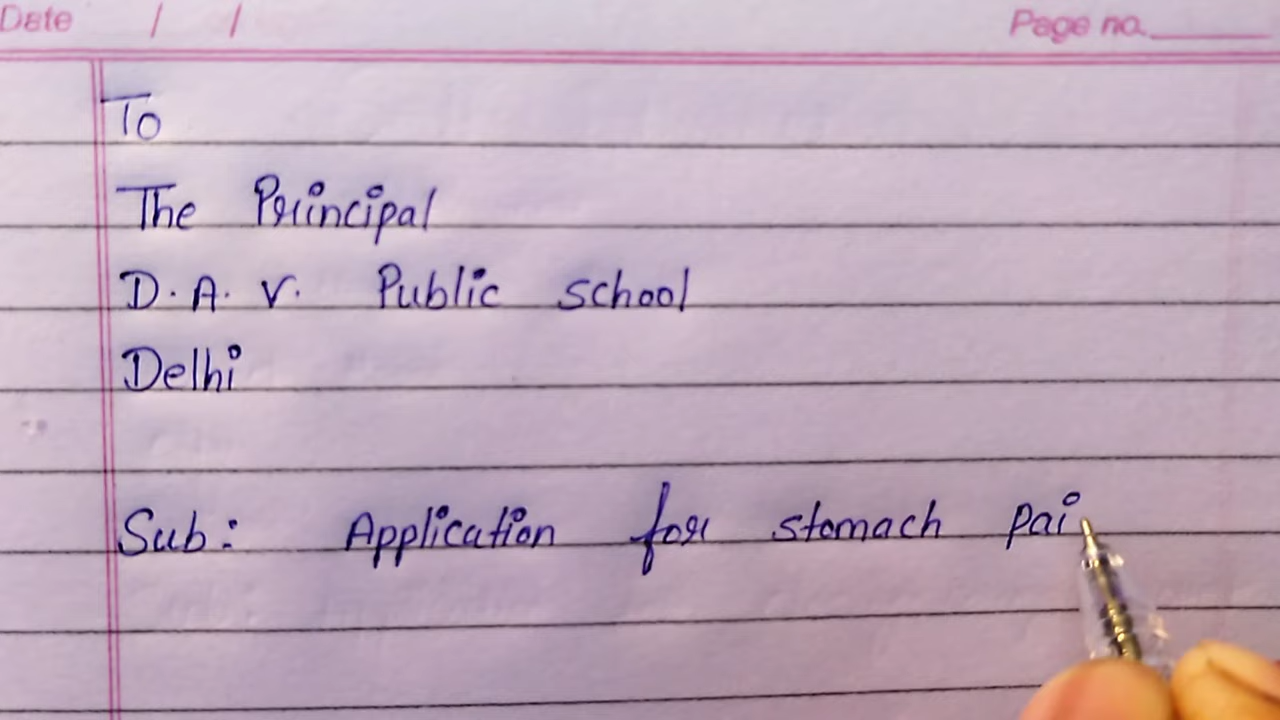 Date / /
Page no.
To
The Principal
D. A. V. Public school
Delhi
Sub: Application for stomach pai